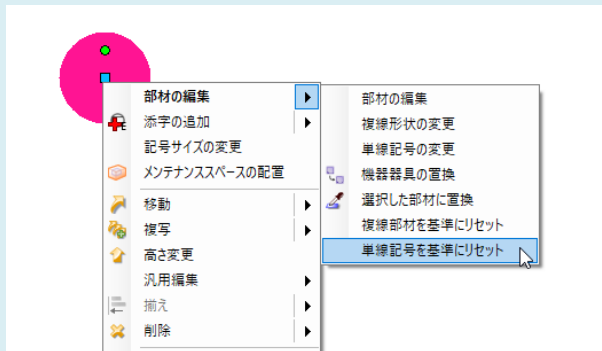 部材の編集
添字の追加
記号サイズの変更
メンテナンススペースの配置
移動
複写
高さ変更
汎用編集
揃え
削除
部材の編集
複線形状の変更
単線記号の変更
機器器具の置換
選択した部材に置換
複線部材を基準にリセット
単線記号を基準にリセット